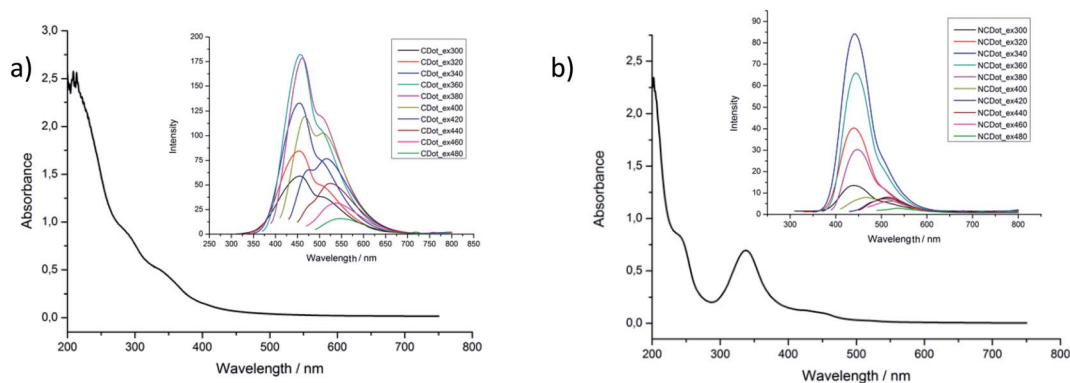 a)
3,0
2,5
2,0
1,5
1,0
0,5
0,0
Absorbance
200 300 400 500 600 700 800
Wavelength / nm
200
175
150
125
100
75
50
25
0
Intensity
250 300 350 400 450 500 550 600 650 700 750 800 850
Wavelength / nm
CDot_ex300
CDot_ex320
CDot_ex340
CDot_ex360
CDot_ex380
CDot_ex400
CDot_ex420
CDot_ex440
CDot_ex460
CDot_ex480
b)
2,5
2,0
1,5
1,0
0,5
0,0
Absorbance
200 300 400 500 600 700 800
Wavelength / nm
90
80
70
60
50
40
30
20
10
0
Intensity
300 400 500 600 700 800
Wavelength / nm
NCDot_ex300
NCDot_ex320
NCDot_ex340
NCDot_ex360
NCDot_ex380
NCDot_ex400
NCDot_ex420
NCDot_ex440
NCDot_ex460
NCDot_ex480